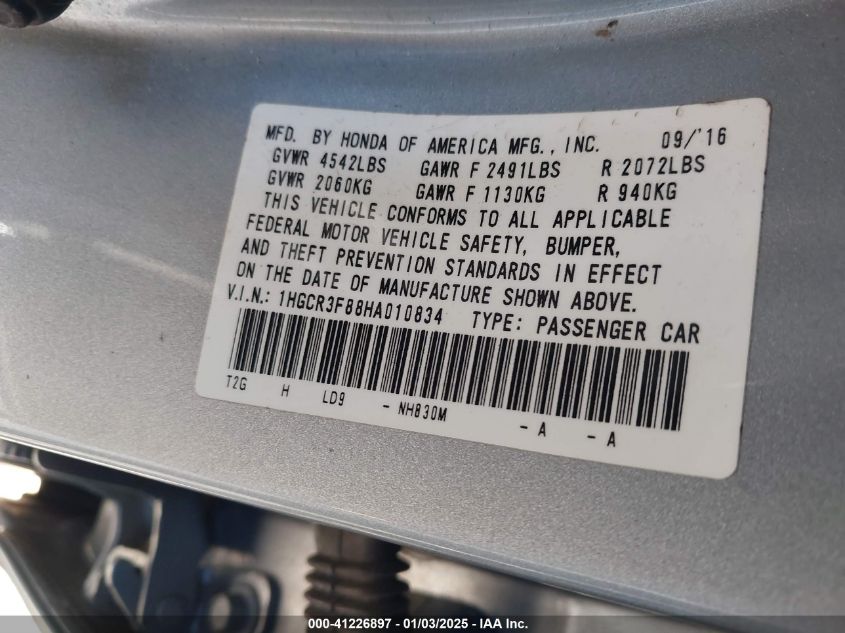 MFD. BY HONDA OF AMERICA MFG., INC. 09/'16
GVWR 4542LBS GAWR F 2491LBS R 2072LBS
GVWR 2060KG GAWR F 1130KG R 940KG
THIS VEHICLE CONFORMS TO ALL APPLICABLE
FEDERAL MOTOR VEHICLE SAFETY, BUMPER,
AND THEFT PREVENTION STANDARDS IN EFFECT
ON THE DATE OF MANUFACTURE SHOWN ABOVE.
V.I.N.: 1HGCR3F88HA010834 TYPE: PASSENGER CAR
T2G H LD9 - NH830M - A - A
000-41226897 - 01/03/2025 - IAA Inc.